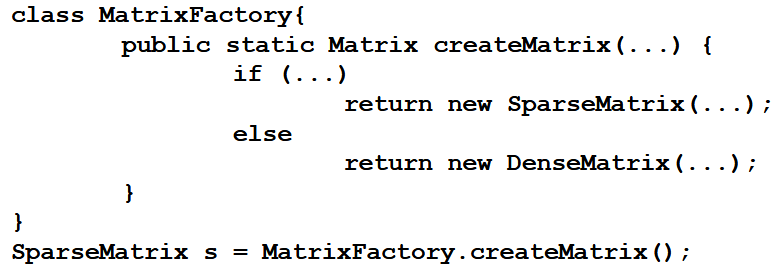 class MatrixFactory{
public static Matrix createMatrix(...) {
if (...)
return new SparseMatrix(...);
else
return new DenseMatrix(...);
}
}
SparseMatrix s = MatrixFactory.createMatrix();